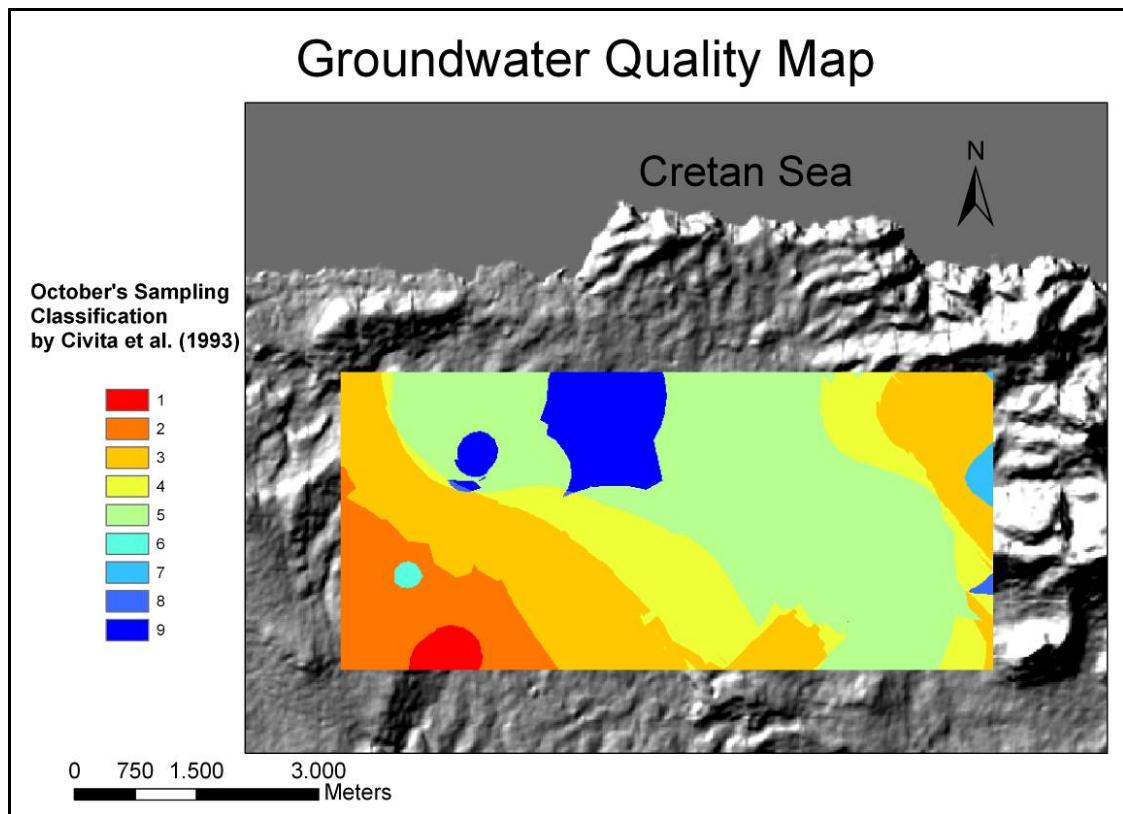 Groundwater Quality Map
Cretan Sea
N
October's Sampling
Classification
by Civita et al. (1993)
1
2
3
4
5
6
7
8
9
0 750 1.500 3.000
Meters